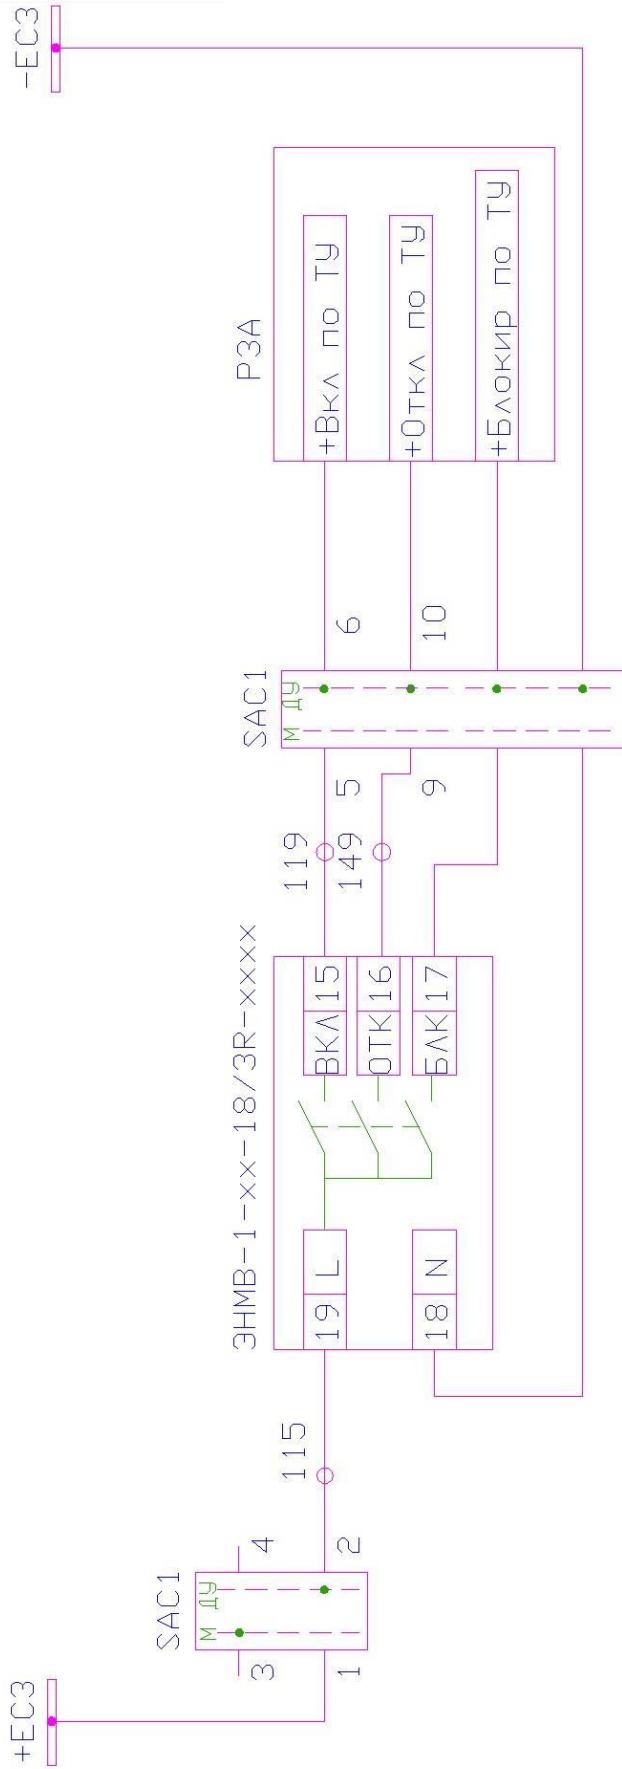 +EC3
SAC1
М ДУ
3
4
1
2
115
ЭНМВ-1-xx-18/3R-xxxx
19 L
18 N
ВКЛ 15
ОТК 16
БЛК 17
119
149
SAC1
М ДУ
5
6
9
10
РЗА
+Вкл по ТУ
+Откл по ТУ
+Блокир по ТУ
-EC3